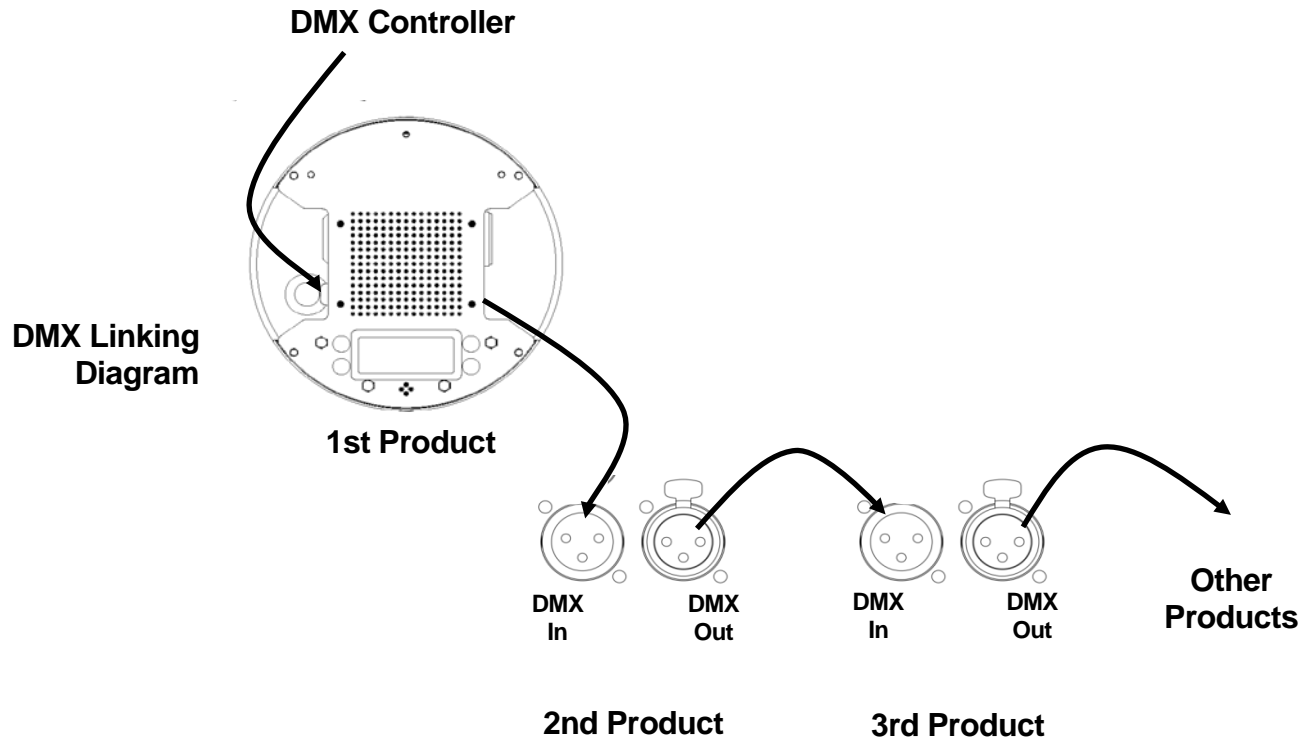 DMX Controller
DMX Linking
Diagram
1st Product
DMX
In
DMX
Out
DMX
In
DMX
Out
Other
Products
2nd Product
3rd Product